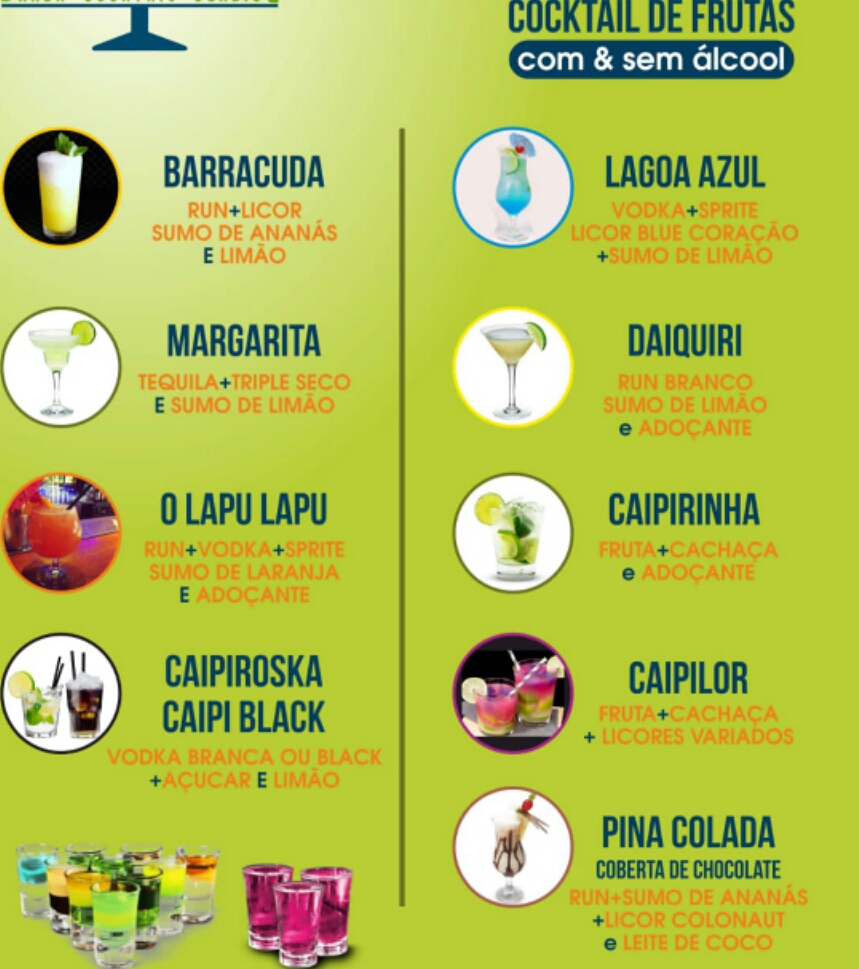 COCKTAIL DE FRUTAS
com & sem álcool
BARRACUDA
RUN+LICOR
SUMO DE ANANÁS
E LIMÃO
MARGARITA
TEQUILA+TRIPLE SECO
E SUMO DE LIMÃO
O LAPU LAPU
RUN+VODKA+SPRITE
SUMO DE LARANJA
E ADOÇANTE
CAIPIROSKA
CAIPI BLACK
VODKA BRANCA OU BLACK
+AÇUCAR E LIMÃO
LAGOA AZUL
VODKA+SPRITE
LICOR BLUE CORAÇÃO
+SUMO DE LIMÃO
DAIQUIRI
RUN BRANCO
SUMO DE LIMÃO
e ADOÇANTE
CAIPIRINHA
FRUTA+CACHAÇA
e ADOÇANTE
CAIPILOR
FRUTA+CACHAÇA
+ LICORES VARIADOS
PINA COLADA
COBERTA DE CHOCOLATE
RUN+SUMO DE ANANÁS
+LICOR COLONAUT
e LEITE DE COCO